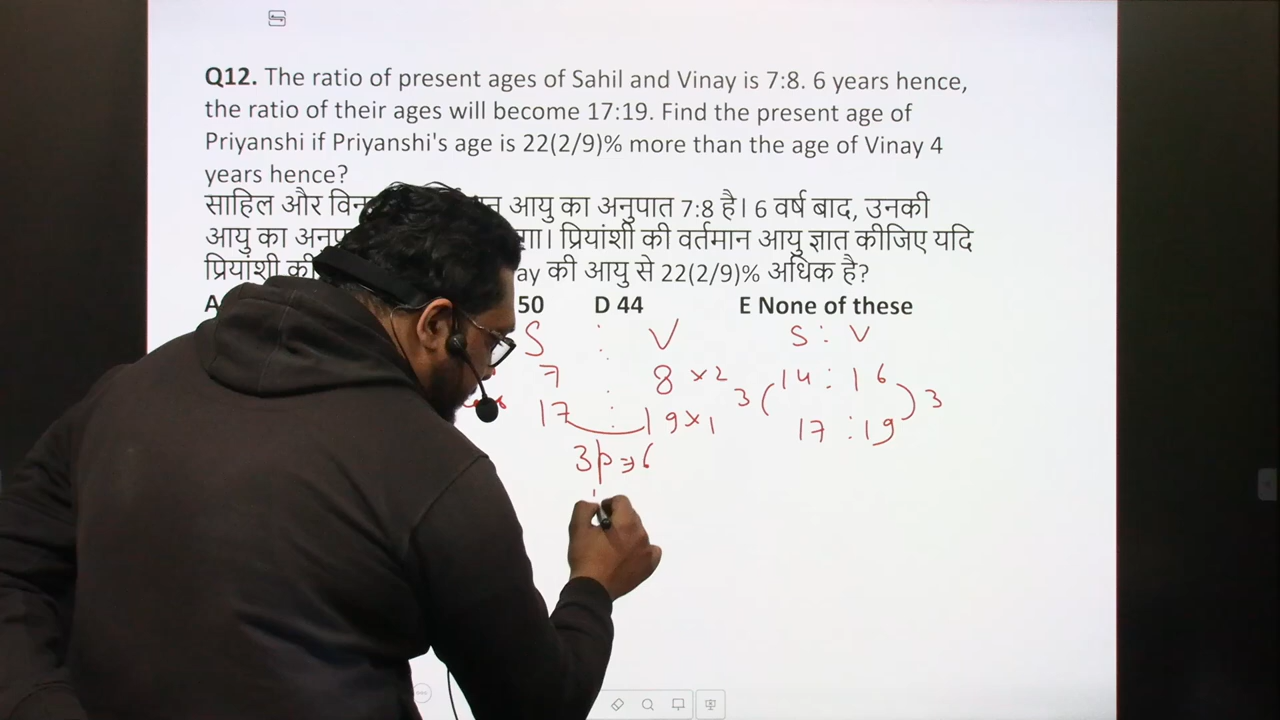 Q12. The ratio of present ages of Sahil and Vinay is 7:8. 6 years hence,
the ratio of their ages will become 17:19. Find the present age of
Priyanshi if Priyanshi's age is 22(2/9)% more than the age of Vinay 4
years hence?
साहिल और आयु का अनुपात 7:8 है। 6 वर्ष बाद, उनकी
आयु का प्रियांशी की वर्तमान आयु ज्ञात कीजिए यदि
प्रियांशी की ay की आयु से 22(2/9)% अधिक है?
50 D 44 E None of these
S : V S : V
7 : 8 ×2 3 ( 14 : 16 ) 3
17 : 19 ×1 17 : 19
3p ⇒ 6